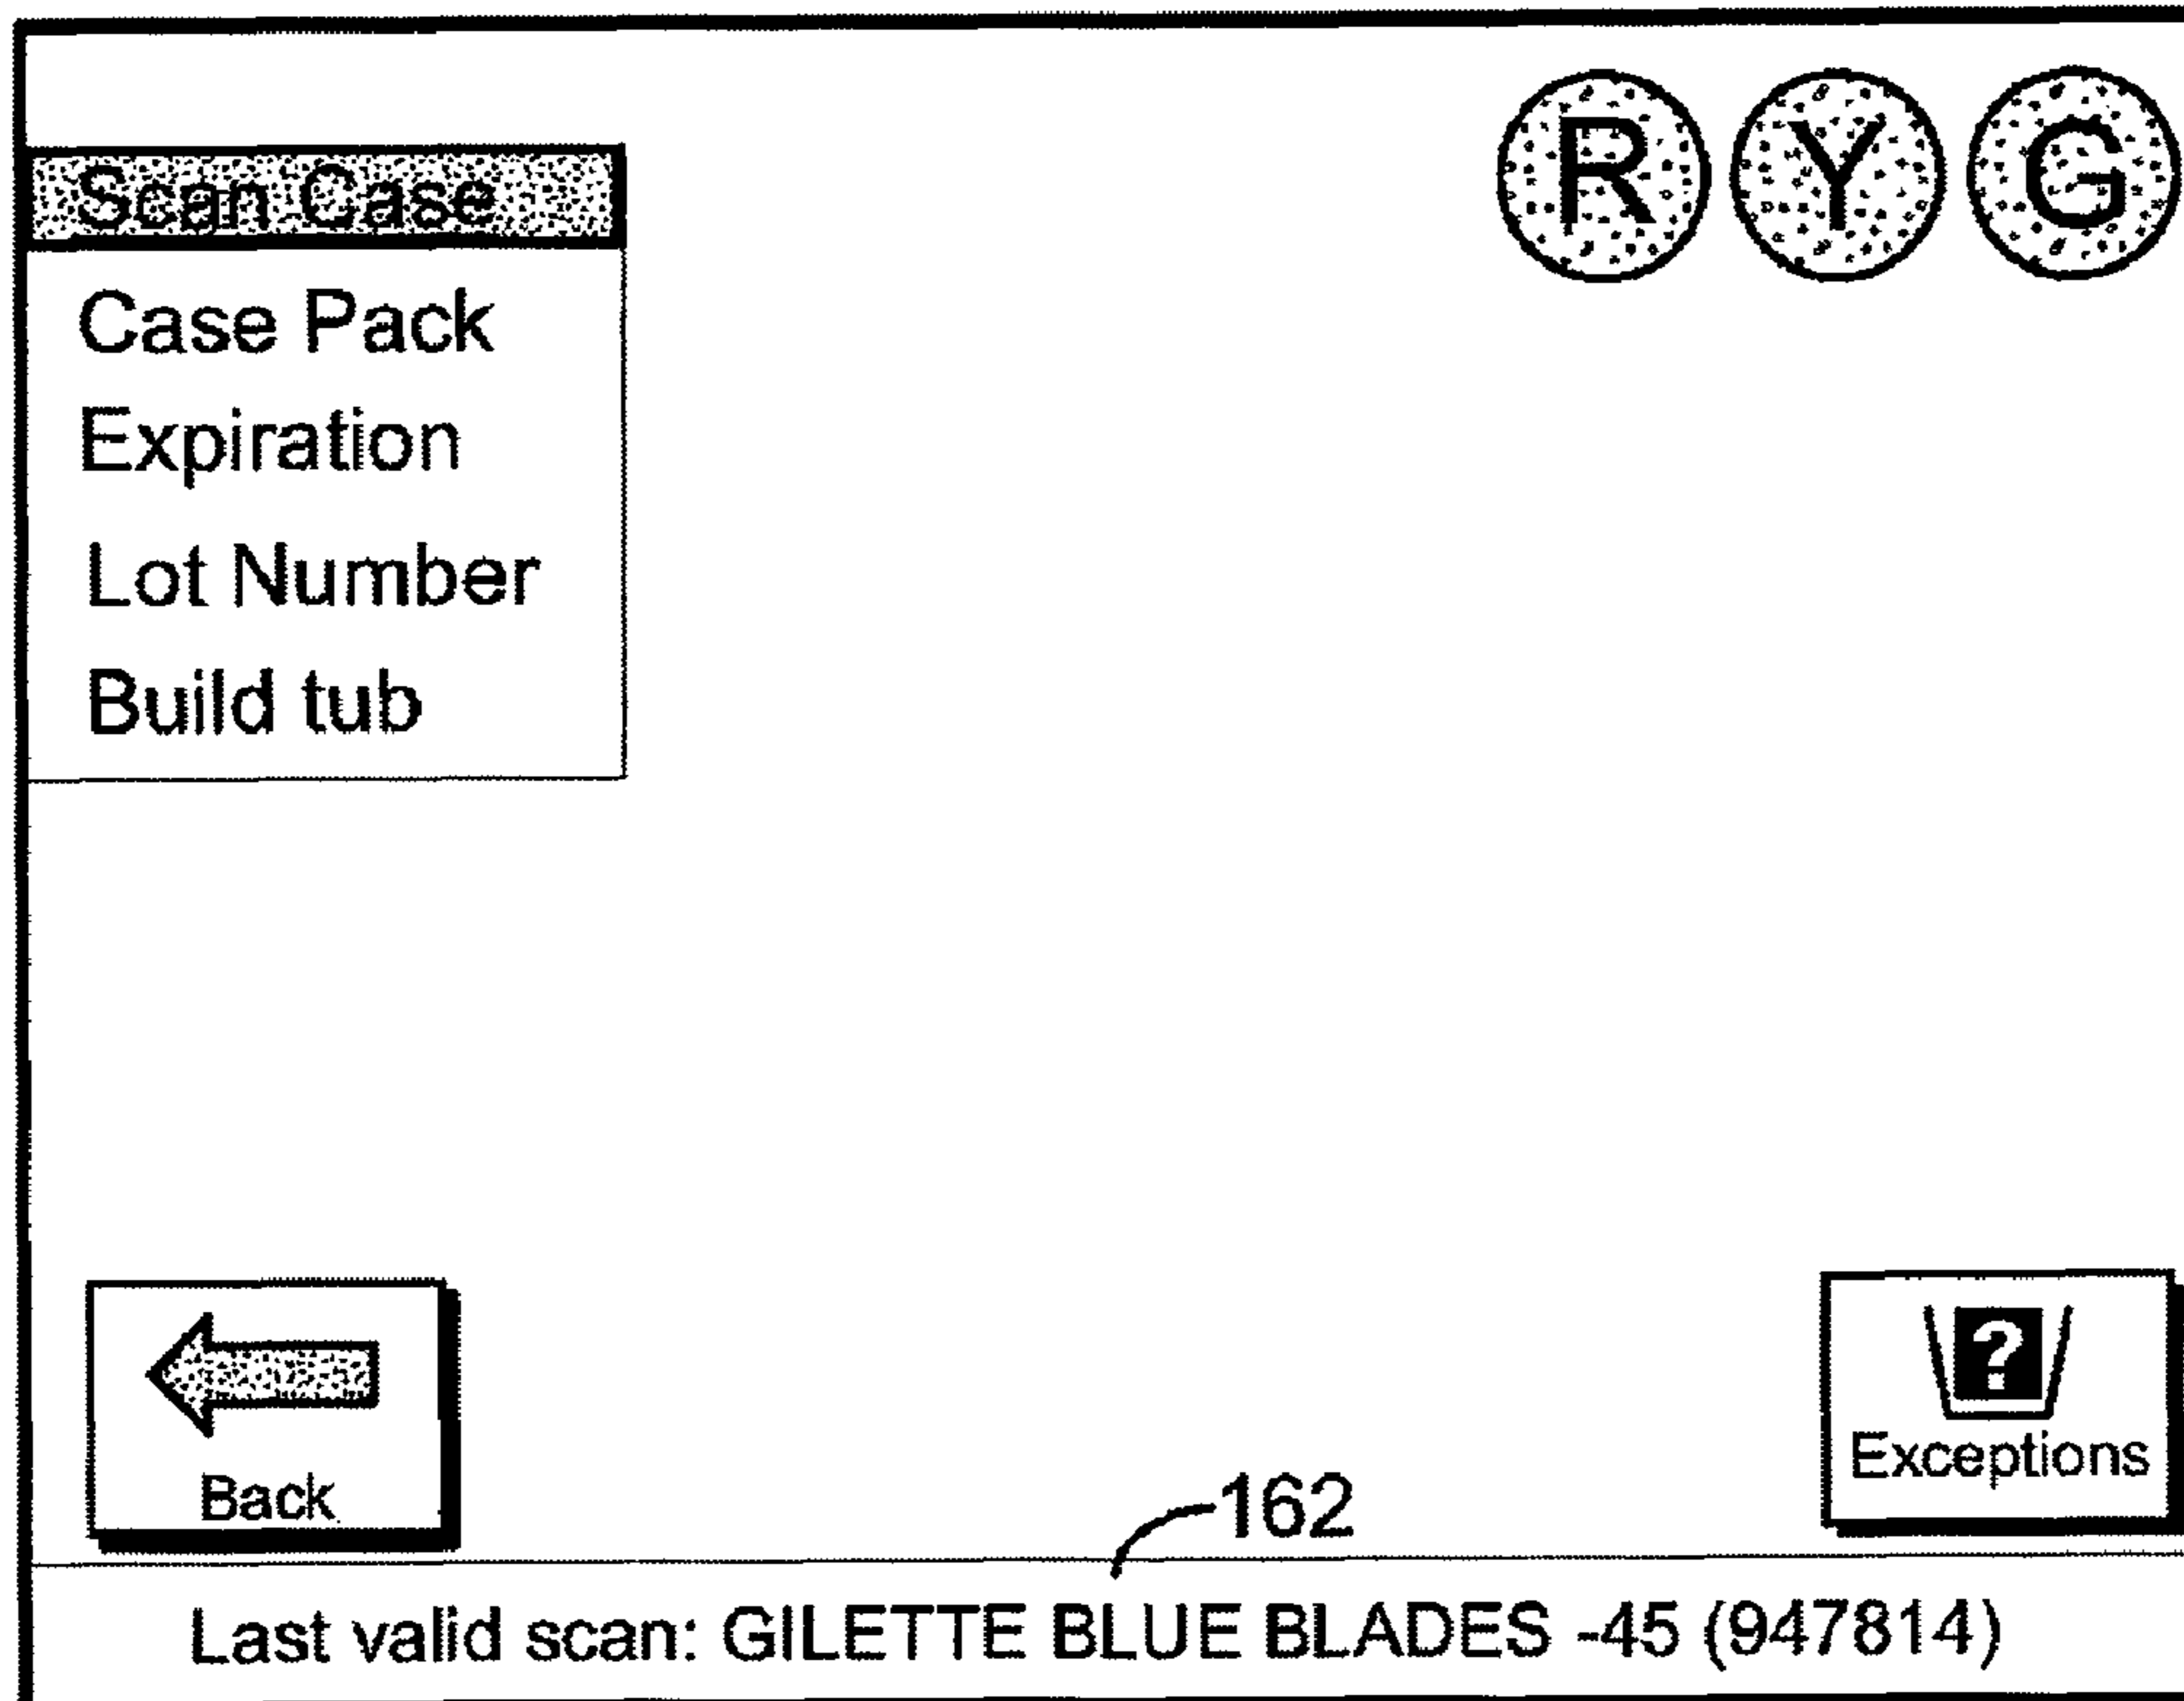 R Y G
Scan Case
Case Pack
Expiration
Lot Number
Build tub
Back
?
Exceptions
162
Last valid scan: GILETTE BLUE BLADES -45 (947814)